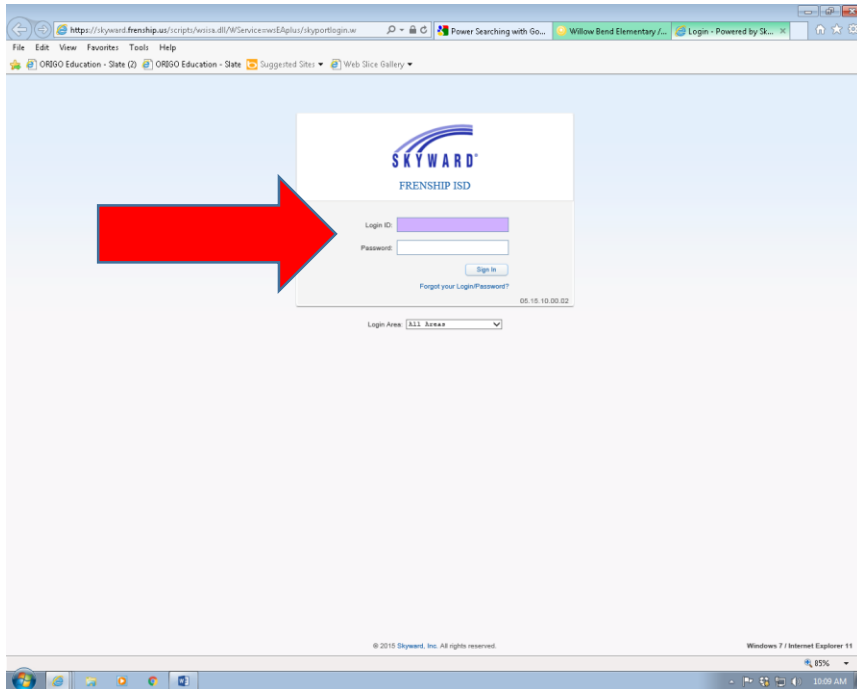 https://skyward.frenship.us/scripts/wsisa.dll/WService=wsEAplus/skyportlogin.w
Power Searching with Go...
Willow Bend Elementary /...
Login - Powered by Sk...
File Edit View Favorites Tools Help
ORIGO Education - Slate (2) ORIGO Education - Slate Suggested Sites Web Slice Gallery
SKYWARD®
FRENSHIP ISD
Login ID:
Password:
Sign In
Forgot your Login/Password?
05.15.10.00.02
Login Area: All Areas
© 2015 Skyward, Inc. All rights reserved.
Windows 7 / Internet Explorer 11
85%
10:09 AM